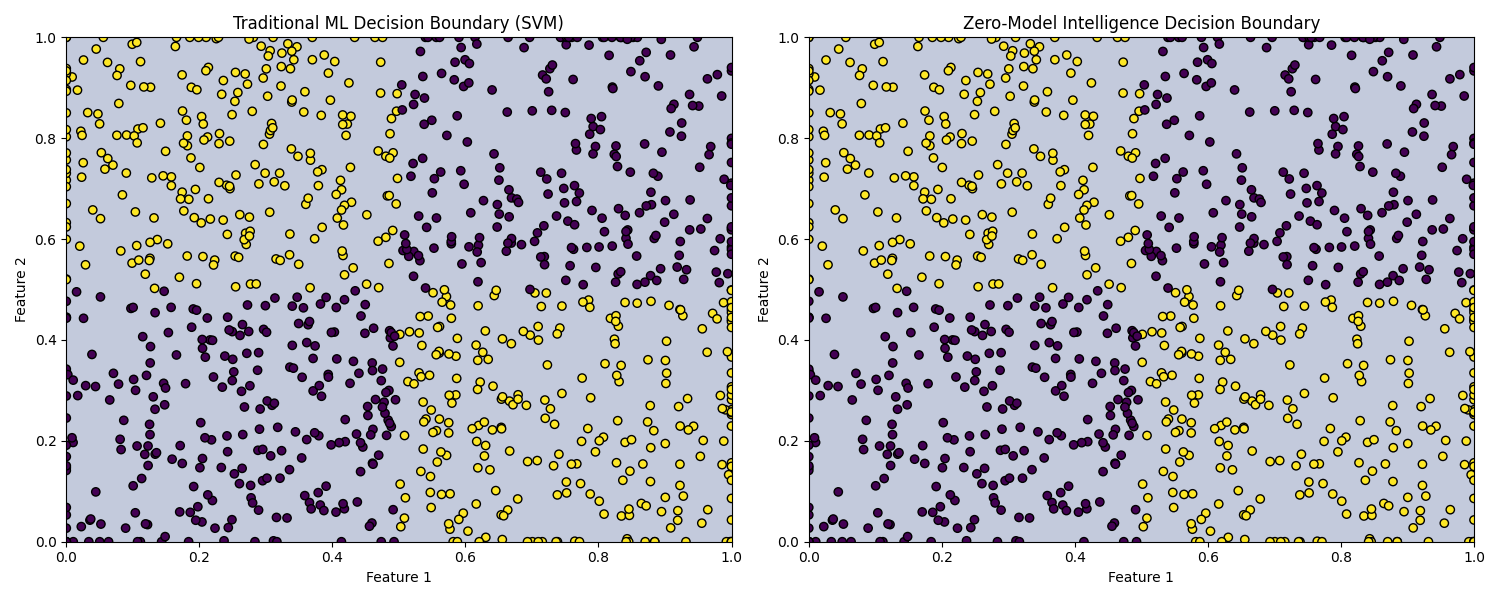 Traditional ML Decision Boundary (SVM)
1.0
0.8
0.6
0.4
0.2
0.0
Feature 2
0.0 0.2 0.4 0.6 0.8 1.0
Feature 1
Zero-Model Intelligence Decision Boundary
1.0
0.8
0.6
0.4
0.2
0.0
Feature 2
0.0 0.2 0.4 0.6 0.8 1.0
Feature 1